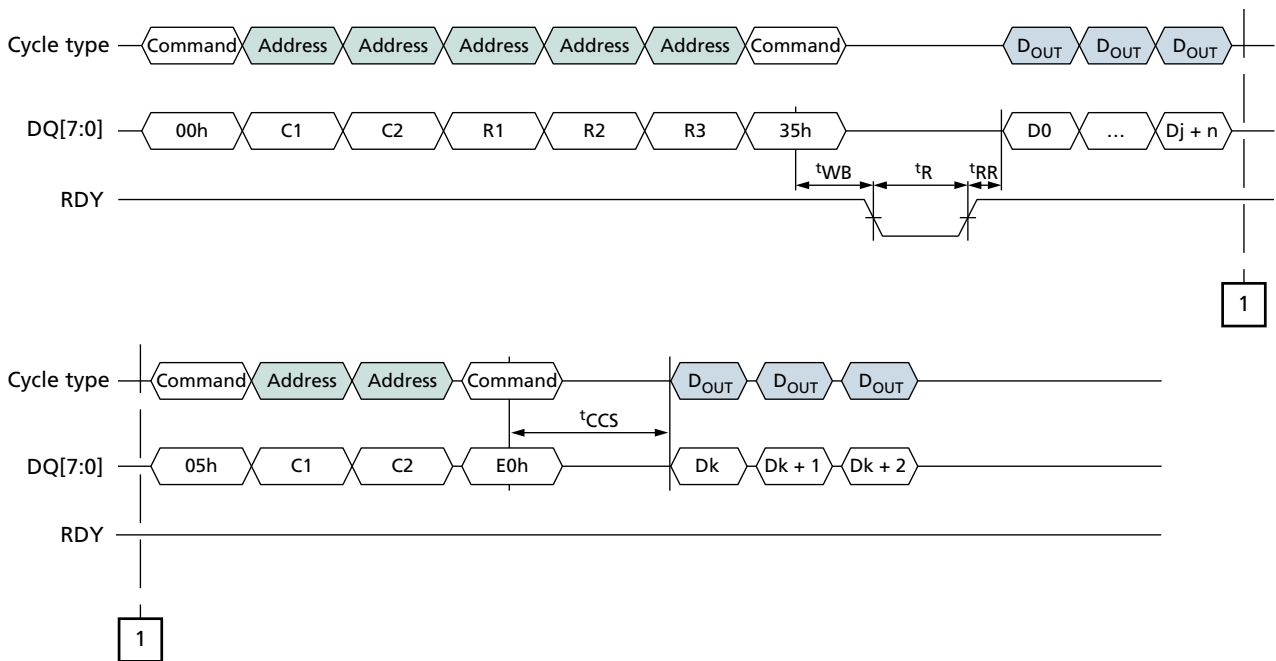 Cycle type Command Address Address Address Address Address Command DOUT DOUT DOUT
DQ[7:0] 00h C1 C2 R1 R2 R3 35h D0 … Dj + n
tWB tR tRR
RDY
1
Cycle type Command Address Address Command DOUT DOUT DOUT
tCCS
DQ[7:0] 05h C1 C2 E0h Dk Dk + 1 Dk + 2
RDY
1